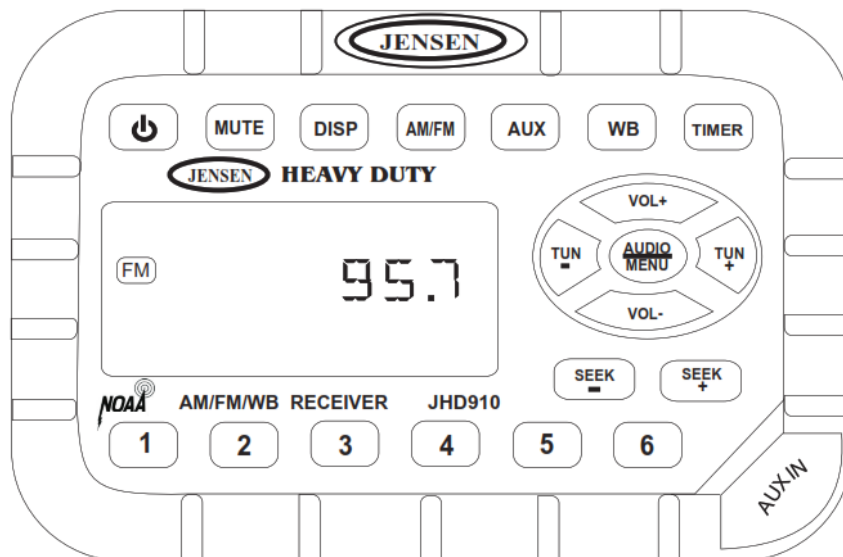 JENSEN
MUTE DISP AM/FM AUX WB TIMER
JENSEN HEAVY DUTY
VOL+
TUN - AUDIO MENU TUN +
VOL-
FM 95.7
SEEK - SEEK +
NOAA AM/FM/WB RECEIVER JHD910
1 2 3 4 5 6
AUX IN